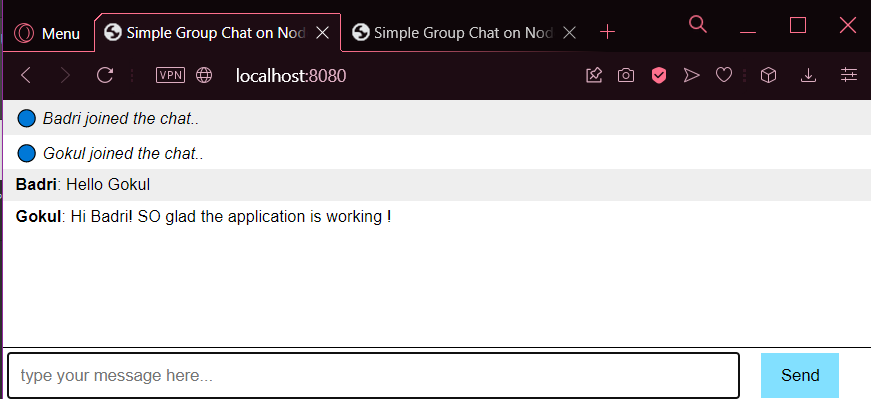 Menu
Simple Group Chat on Nod
Simple Group Chat on Nod
VPN
localhost:8080
Badri joined the chat..
Gokul joined the chat..
Badri: Hello Gokul
Gokul: Hi Badri! SO glad the application is working !
type your message here...
Send